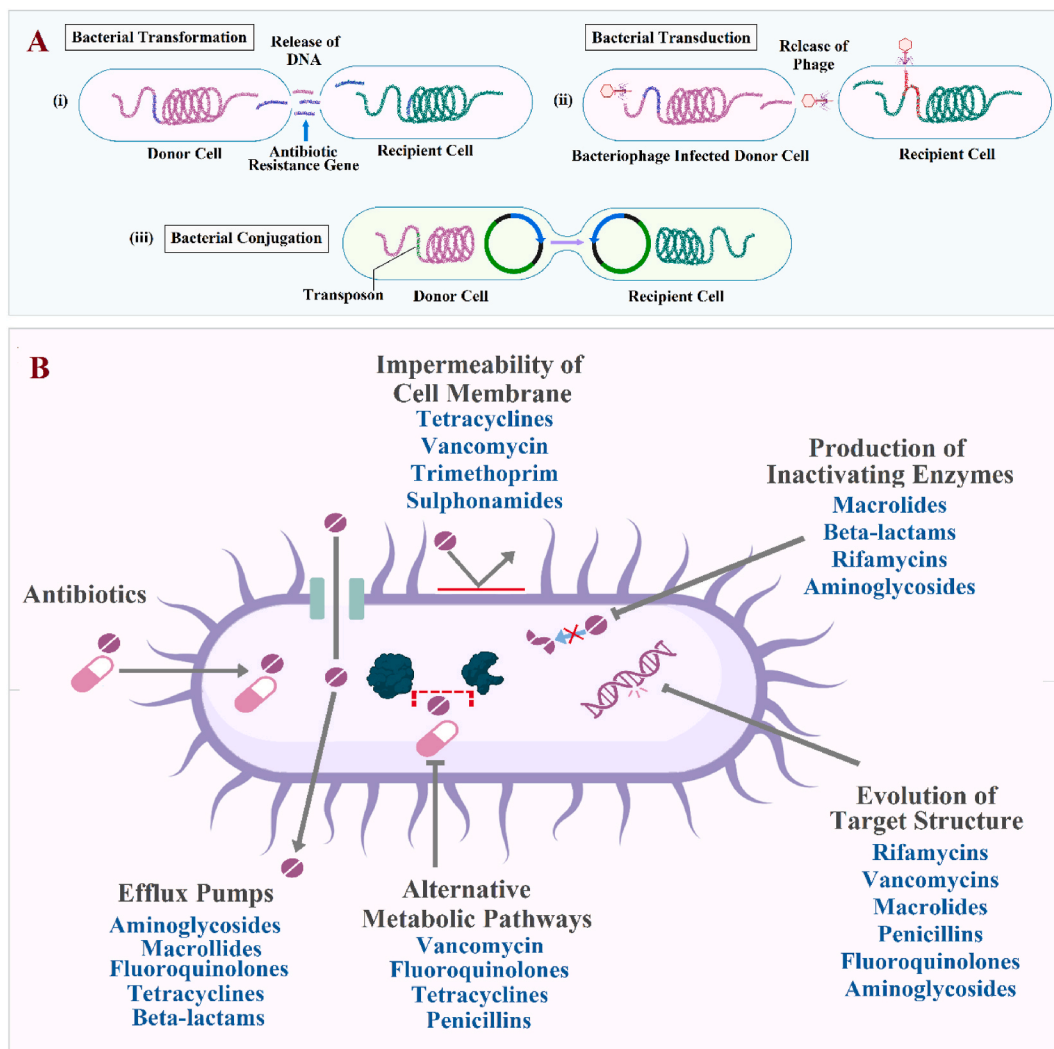 A
Bacterial Transformation
Release of
DNA
(i)
Donor Cell
Antibiotic
Resistance Gene
Recipient Cell
Bacterial Transduction
Release of
Phage
(ii)
Bacteriophage Infected Donor Cell
Recipient Cell
(iii)
Bacterial Conjugation
Transposon
Donor Cell
Recipient Cell
B
Impermeability of
Cell Membrane
Tetracyclines
Vancomycin
Trimethoprim
Sulphonamides
Production of
Inactivating Enzymes
Macrolides
Beta-lactams
Rifamycins
Aminoglycosides
Antibiotics
Efflux Pumps
Aminoglycosides
Macrollides
Fluoroquinolones
Tetracyclines
Beta-lactams
Alternative
Metabolic Pathways
Vancomycin
Fluoroquinolones
Tetracyclines
Penicillins
Evolution of
Target Structure
Rifamycins
Vancomycins
Macrolides
Penicillins
Fluoroquinolones
Aminoglycosides